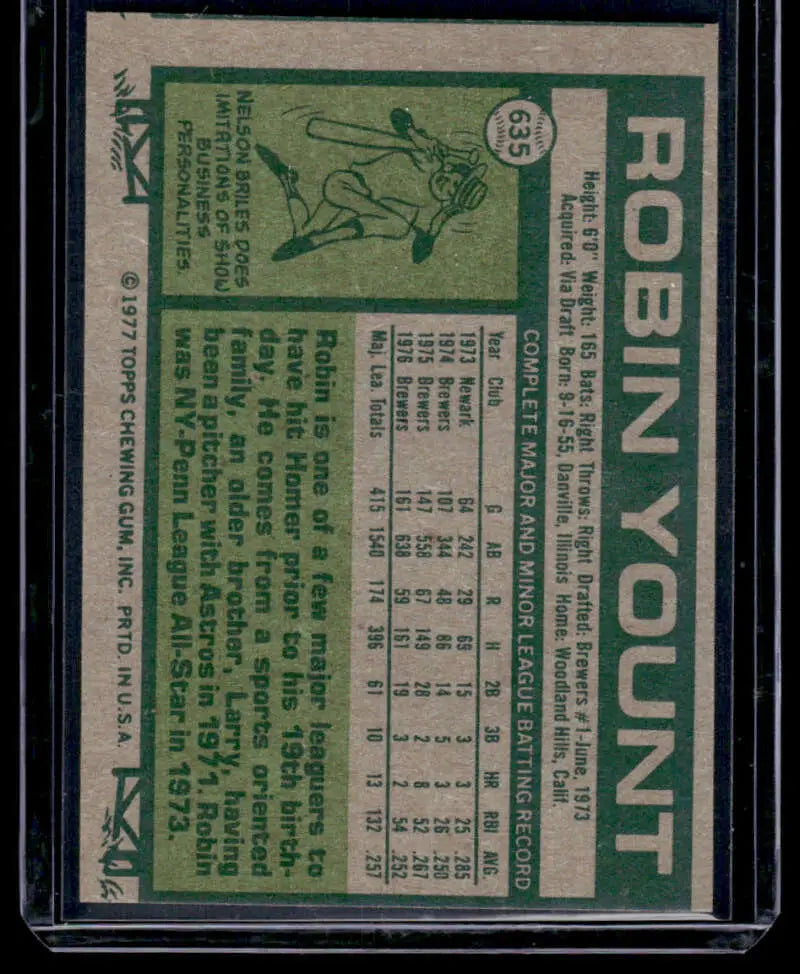 635
ROBIN YOUNT
Height: 6'0" Weight: 165 Bats: Right Throws: Right Drafted: Brewers #1-June, 1973
Acquired: Via Draft Born: 9-16-55, Danville, Illinois Home: Woodland Hills, Calif.
COMPLETE MAJOR AND MINOR LEAGUE BATTING RECORD
Year Club G AB R H 2B 3B HR RBI AVG.
1973 Newark 64 242 29 69 15 3 3 25 .285
1974 Brewers 107 344 48 86 14 5 3 26 .250
1975 Brewers 147 558 67 149 28 2 8 52 .267
1976 Brewers 161 638 59 161 19 3 2 54 .252
Maj. Lea. Totals 415 1540 174 396 61 10 13 132 .257
NELSON BRILES DOES
IMITATIONS OF SHOW
BUSINESS
PERSONALITIES.
Robin is one of a few major leaguers to
have hit Homer prior to his 19th birth-
day. He comes from a sports oriented
family, an older brother, Larry, having
been a pitcher with Astros in 1971. Robin
was NY-Penn League All-Star in 1973.
© 1977 TOPPS CHEWING GUM, INC. PRTD. IN U.S.A.